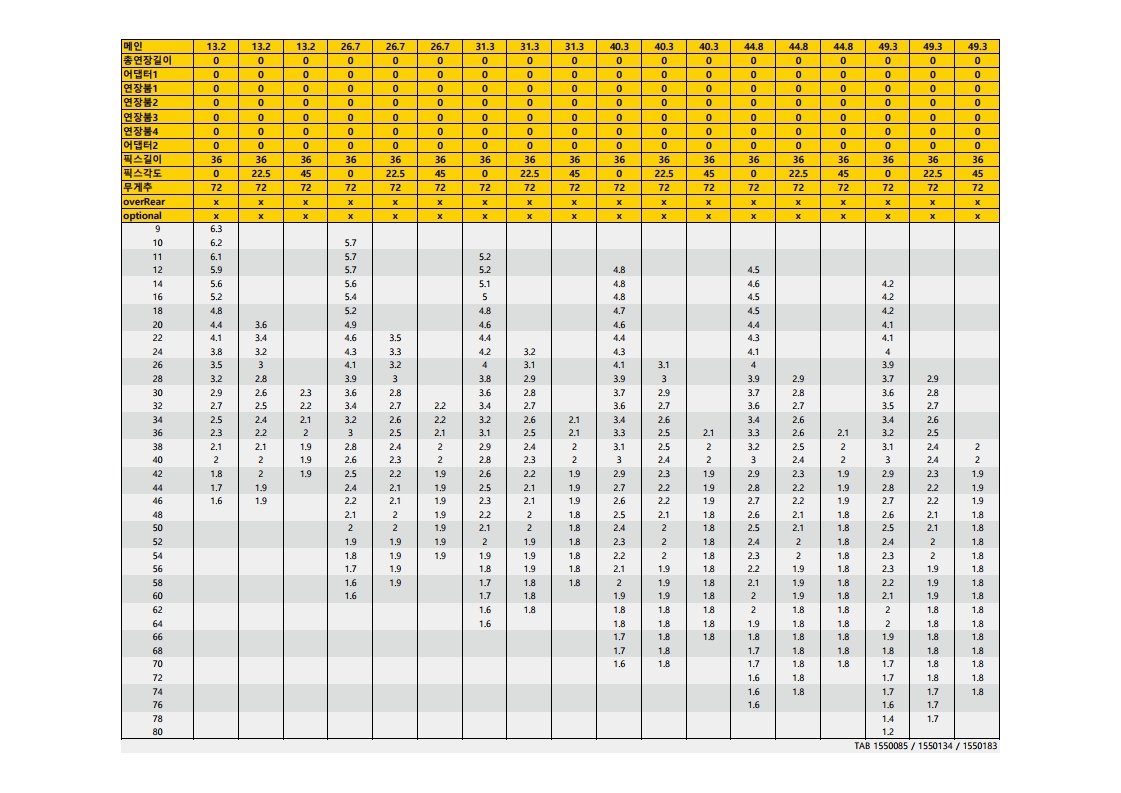 메인 13.2 13.2 13.2 26.7 26.7 26.7 31.3 31.3 31.3 40.3 40.3 40.3 44.8 44.8 44.8 49.3 49.3 49.3
총연장길이 0 0 0 0 0 0 0 0 0 0 0 0 0 0 0 0 0 0
어댑터1 0 0 0 0 0 0 0 0 0 0 0 0 0 0 0 0 0 0
연장붐1 0 0 0 0 0 0 0 0 0 0 0 0 0 0 0 0 0 0
연장붐2 0 0 0 0 0 0 0 0 0 0 0 0 0 0 0 0 0 0
연장붐3 0 0 0 0 0 0 0 0 0 0 0 0 0 0 0 0 0 0
연장붐4 0 0 0 0 0 0 0 0 0 0 0 0 0 0 0 0 0 0
어댑터2 0 0 0 0 0 0 0 0 0 0 0 0 0 0 0 0 0 0
픽스길이 36 36 36 36 36 36 36 36 36 36 36 36 36 36 36 36 36 36
픽스각도 0 22.5 45 0 22.5 45 0 22.5 45 0 22.5 45 0 22.5 45 0 22.5 45
무게추 72 72 72 72 72 72 72 72 72 72 72 72 72 72 72 72 72 72
overRear x x x x x x x x x x x x x x x x x x
optional x x x x x x x x x x x x x x x x x x
9 6.3
10 6.2 5.7
11 6.1 5.7 5.2
12 5.9 5.7 5.2 4.8 4.5
14 5.6 5.6 5.1 4.8 4.6 4.2
16 5.2 5.4 5 4.8 4.5 4.2
18 4.8 5.2 4.8 4.7 4.5 4.2
20 4.4 3.6 4.9 4.6 4.6 4.4 4.1
22 4.1 3.4 4.6 3.5 4.4 4.4 4.3 4.1
24 3.8 3.2 4.3 3.3 4.2 3.2 4.3 4.1 4
26 3.5 3 4.1 3.2 4 3.1 4.1 3.1 4 3.9
28 3.2 2.8 3.9 3 3.8 2.9 3.9 3 3.9 2.9 3.7 2.9
30 2.9 2.6 2.3 3.6 2.8 3.6 2.8 3.7 2.9 3.7 2.8 3.6 2.8
32 2.7 2.5 2.2 3.4 2.7 2.2 3.4 2.7 3.6 2.7 3.6 2.7 3.5 2.7
34 2.5 2.4 2.1 3.2 2.6 2.2 3.2 2.6 2.1 3.4 2.6 3.4 2.6 3.4 2.6
36 2.3 2.2 2 3 2.5 2.1 3.1 2.5 2.1 3.3 2.5 2.1 3.3 2.6 2.1 3.2 2.5
38 2.1 2.1 1.9 2.8 2.4 2 2.9 2.4 2 3.1 2.5 2 3.2 2.5 2 3.1 2.4 2
40 2 2 1.9 2.6 2.3 2 2.8 2.3 2 3 2.4 2 3 2.4 2 3 2.4 2
42 1.8 2 1.9 2.5 2.2 1.9 2.6 2.2 1.9 2.9 2.3 1.9 2.9 2.3 1.9 2.9 2.3 1.9
44 1.7 1.9 2.4 2.1 1.9 2.5 2.1 1.9 2.7 2.2 1.9 2.8 2.2 1.9 2.8 2.2 1.9
46 1.6 1.9 2.2 2.1 1.9 2.3 2.1 1.9 2.6 2.2 1.9 2.7 2.2 1.9 2.7 2.2 1.9
48 2.1 2 1.9 2.2 2 1.8 2.5 2.1 1.8 2.6 2.1 1.8 2.6 2.1 1.8
50 2 2 1.9 2.1 2 1.8 2.4 2 1.8 2.5 2.1 1.8 2.5 2.1 1.8
52 1.9 1.9 1.9 2 1.9 1.8 2.3 2 1.8 2.4 2 1.8 2.4 2 1.8
54 1.8 1.9 1.9 1.9 1.9 1.8 2.2 2 1.8 2.3 2 1.8 2.3 2 1.8
56 1.7 1.9 1.8 1.9 1.8 2.1 1.9 1.8 2.2 1.9 1.8 2.3 1.9 1.8
58 1.6 1.9 1.7 1.8 1.8 2 1.9 1.8 2.1 1.9 1.8 2.2 1.9 1.8
60 1.6 1.7 1.8 1.9 1.9 1.8 2 1.9 1.8 2.1 1.9 1.8
62 1.6 1.8 1.8 1.8 1.8 2 1.8 1.8 2 1.8 1.8
64 1.6 1.8 1.8 1.8 1.9 1.8 1.8 2 1.8 1.8
66 1.7 1.8 1.8 1.8 1.8 1.8 1.9 1.8 1.8
68 1.7 1.8 1.7 1.8 1.8 1.8 1.8 1.8
70 1.6 1.8 1.7 1.8 1.8 1.7 1.8 1.8
72 1.6 1.8 1.7 1.8 1.8
74 1.6 1.8 1.7 1.7 1.8
76 1.6 1.6 1.7
78 1.4 1.7
80 1.2
TAB 1550085 / 1550134 / 1550183